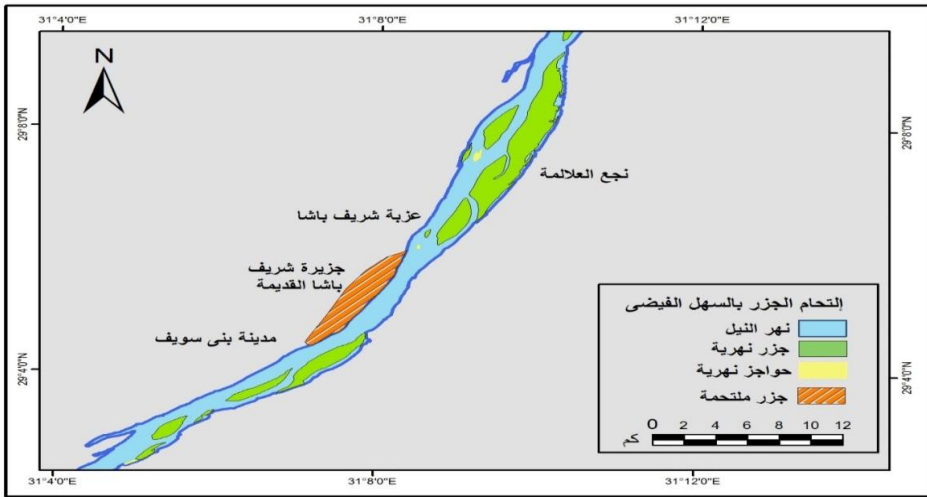 31°4'0"E
31°8'0"E
31°12'0"E
N
29°8'0"N
29°8'0"N
نجع العلالمة
عزبة شريف باشا
جزيرة شريف
باشا القديمة
مدينة بنى سويف
29°4'0"N
29°4'0"N
إلتحام الجزر بالسهل الفيضى
نهر النيل
جزر نهرية
حواجز نهرية
جزر ملتحمة
0 2 4 6 8 10 12
كم
31°4'0"E
31°8'0"E
31°12'0"E